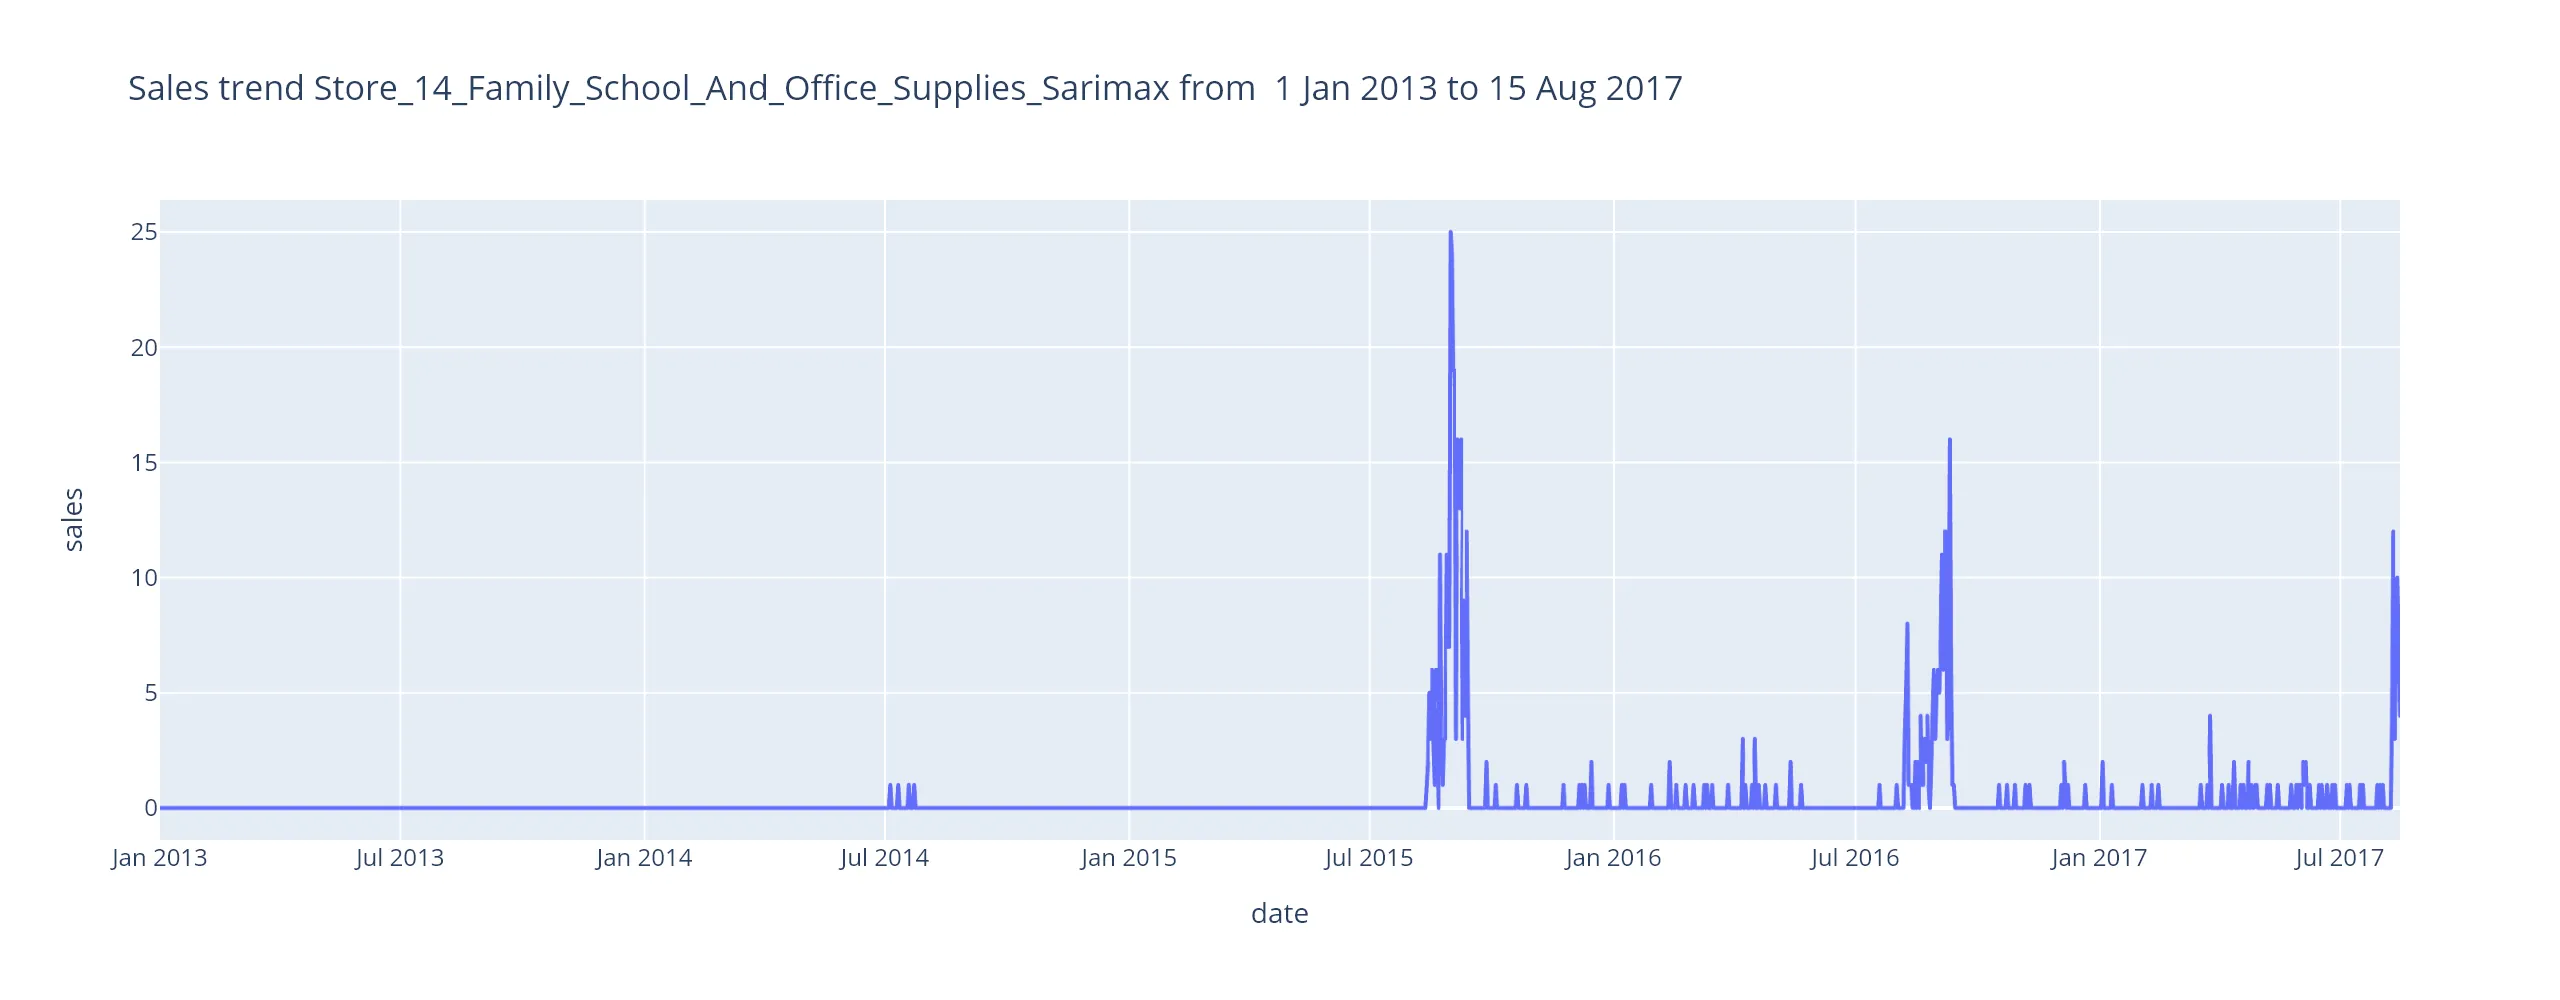 Sales trend Store_14_Family_School_And_Office_Supplies_Sarimax from  1 Jan 2013 to 15 Aug 2017
25
20
15
10
5
0
sales
Jan 2013 Jul 2013 Jan 2014 Jul 2014 Jan 2015 Jul 2015 Jan 2016 Jul 2016 Jan 2017 Jul 2017
date